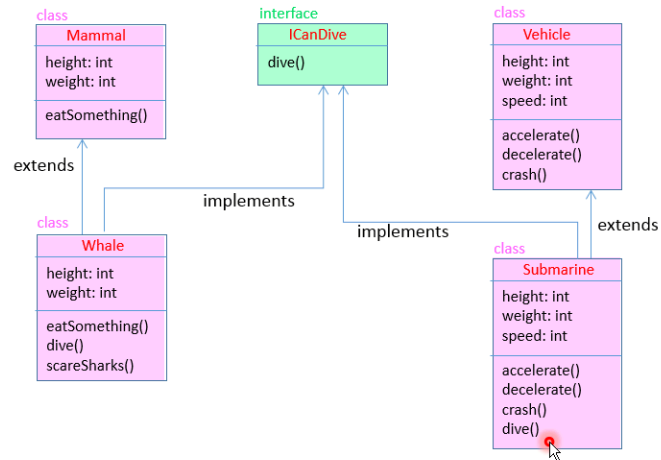 class
Mammal
height: int
weight: int
eatSomething()
interface
ICanDive
dive()
class
Vehicle
height: int
weight: int
speed: int
accelerate()
decelerate()
crash()
extends
implements
implements
extends
class
Whale
height: int
weight: int
eatSomething()
dive()
scareSharks()
class
Submarine
height: int
weight: int
speed: int
accelerate()
decelerate()
crash()
dive()